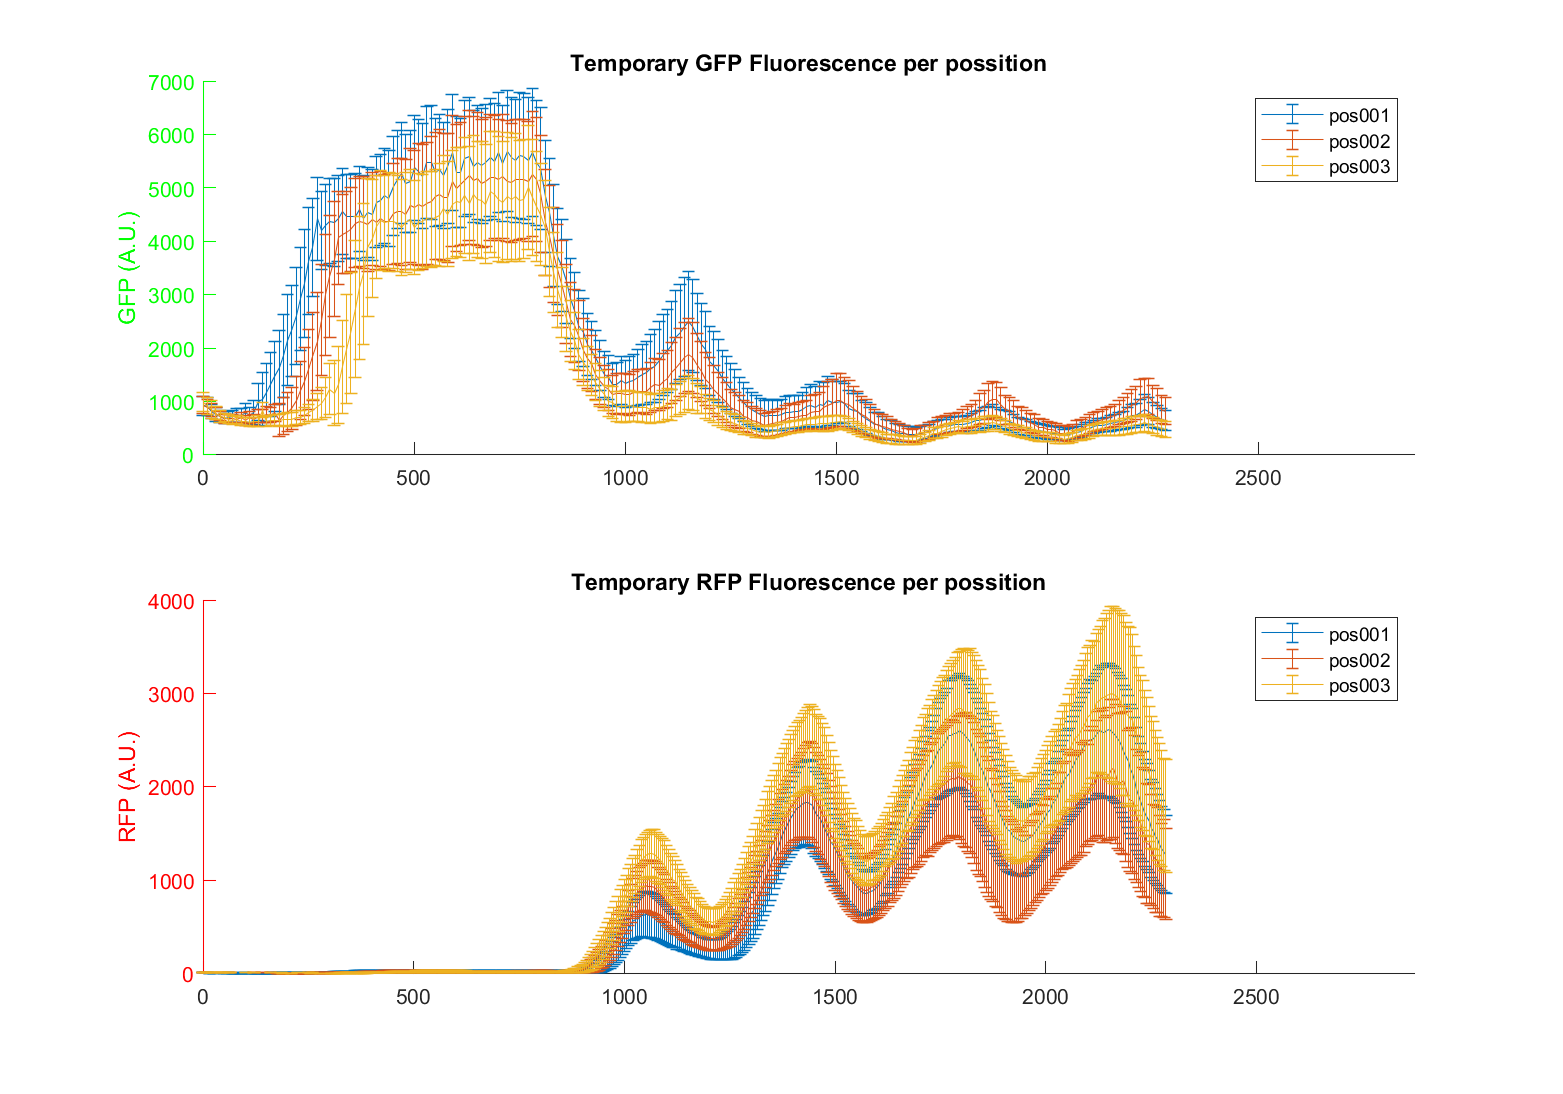 Temporary GFP Fluorescence per possition
7000
6000
5000
4000
3000
2000
1000
0
GFP (A.U.)
0 500 1000 1500 2000 2500
pos001
pos002
pos003
Temporary RFP Fluorescence per possition
4000
3000
2000
1000
0
RFP (A.U.)
0 500 1000 1500 2000 2500
pos001
pos002
pos003